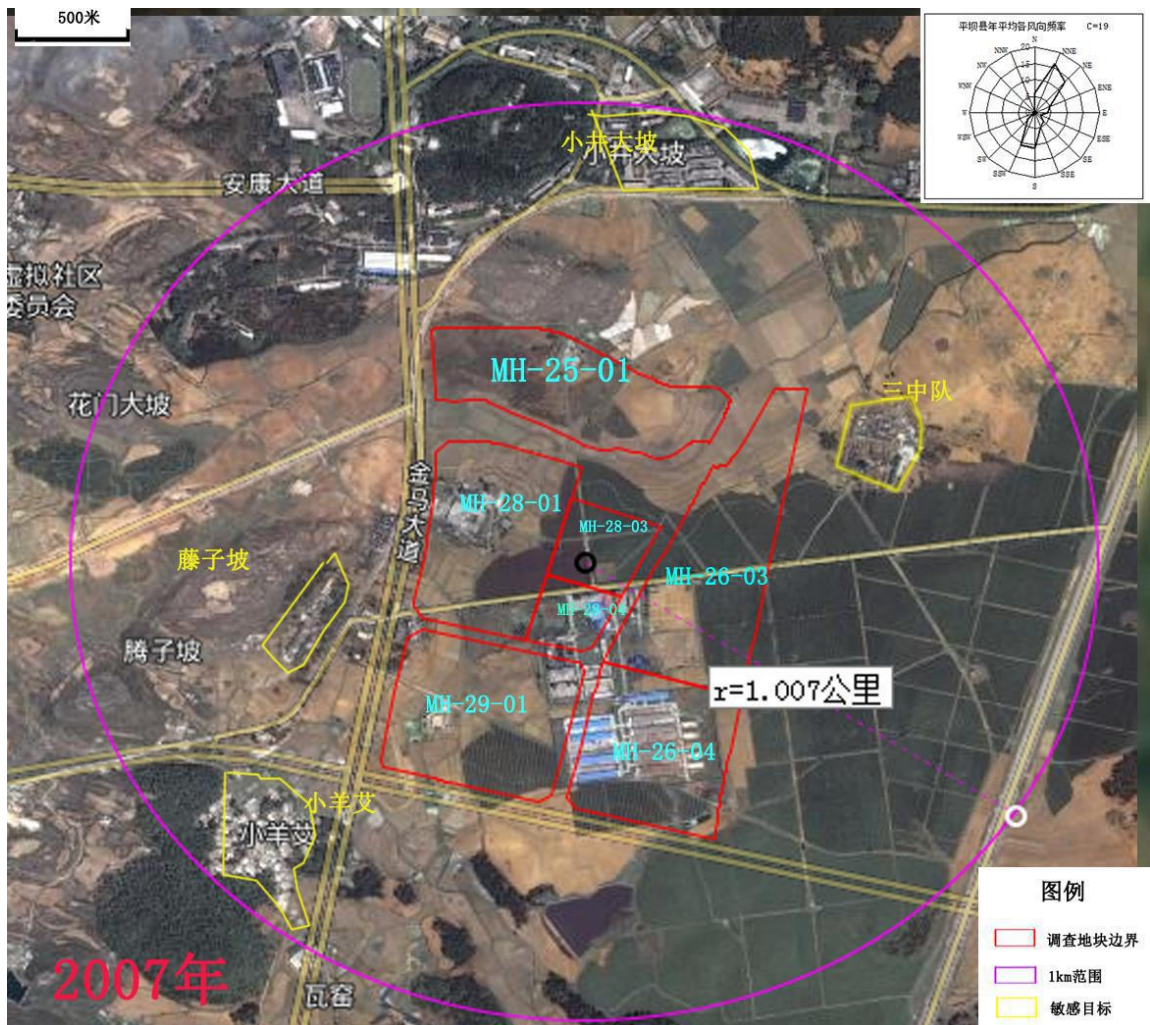 500米
平坝县年平均各风向频率 C=19
N
NNW
NNE
NW
NE
WNW
ENE
W
E
WSW
ESE
SW
SE
SSW
SSE
S
20
15
10
小井大坡
小井大坡
安康大道
虚拟社区
委员会
MH-25-01
花门大坡
三中队
金马大道
MH-28-01
MH-28-03
藤子坡
MH-26-03
MH-28-04
腾子坡
r=1.007公里
MH-29-01
MH-26-04
小羊艾
小羊艾
2007年
瓦窑
图例
调查地块边界
1km范围
敏感目标